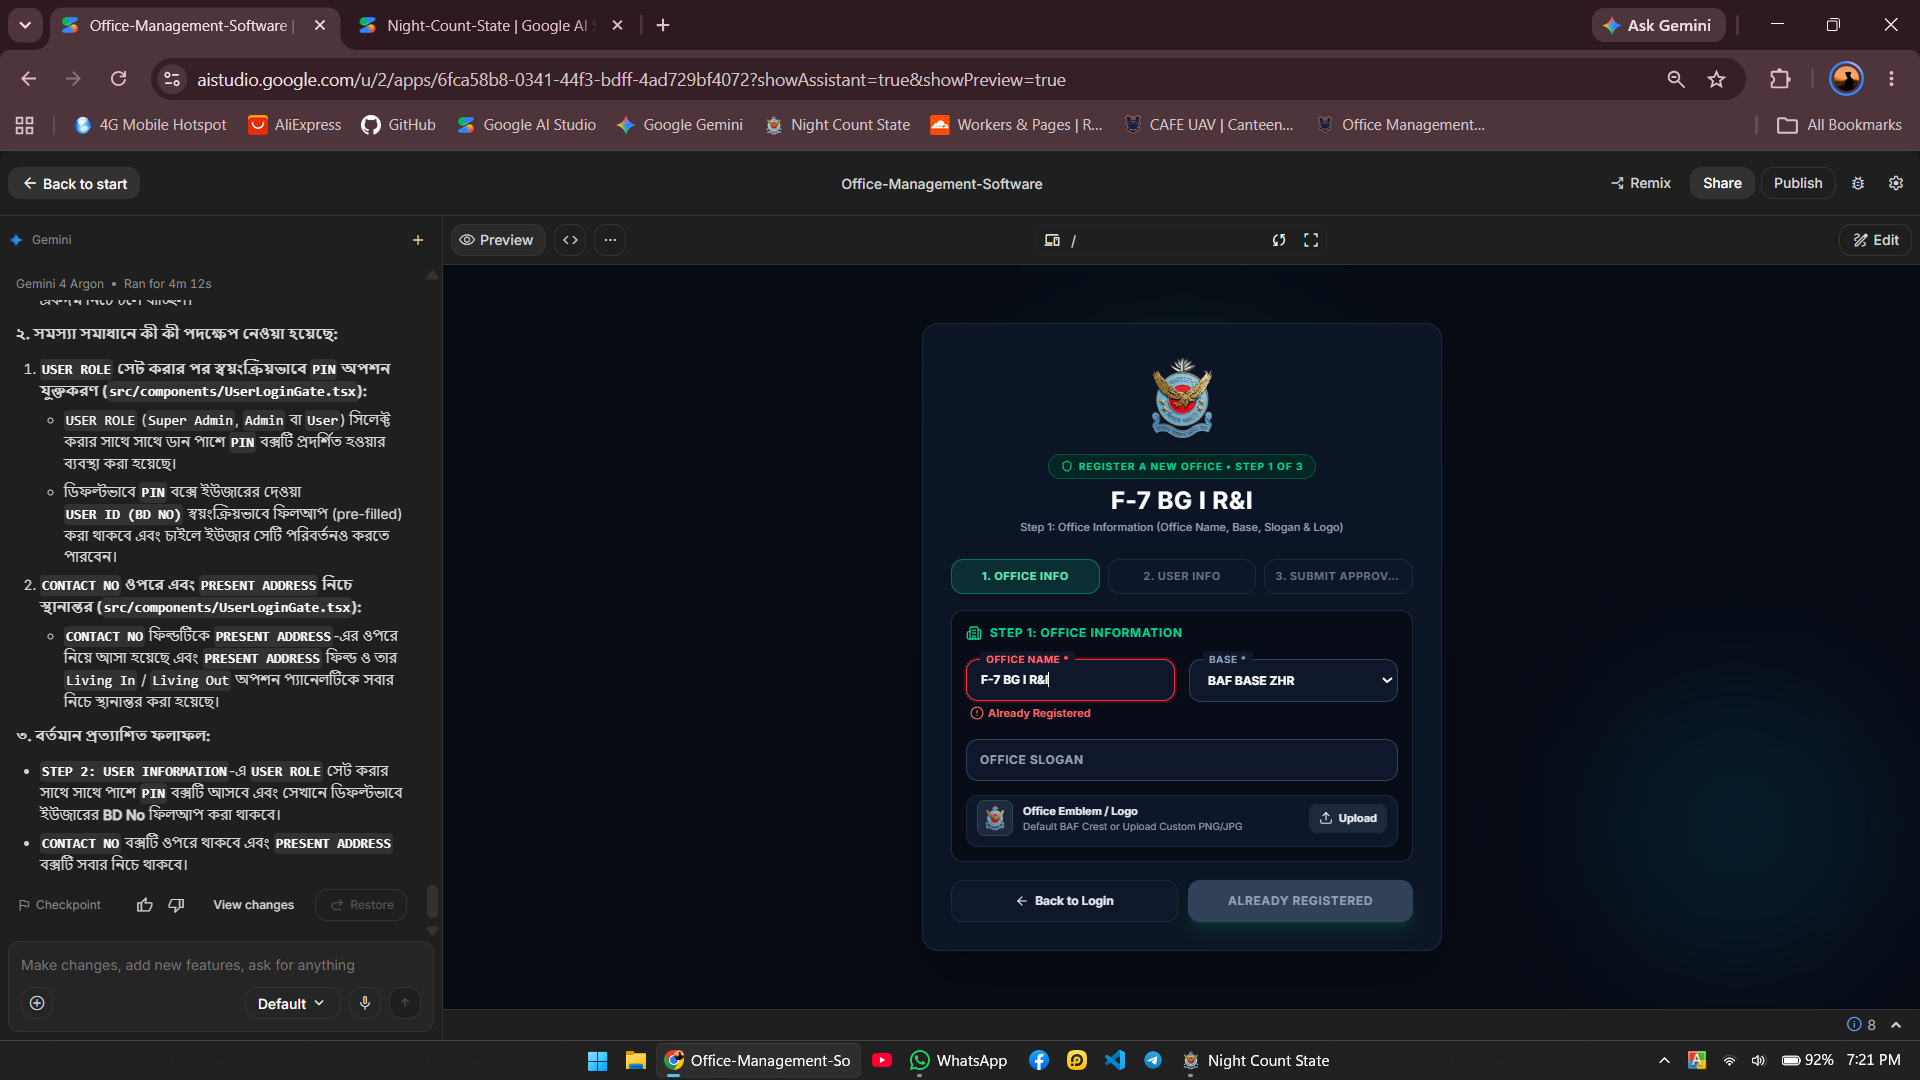 Office-Management-Software |
Night-Count-State | Google AI S
Ask Gemini
aistudio.google.com/u/2/apps/6fca58b8-0341-44f3-bdff-4ad729bf4072?showAssistant=true&showPreview=true
4G Mobile Hotspot
AliExpress
GitHub
Google AI Studio
Google Gemini
Night Count State
Workers & Pages | R...
CAFE UAV | Canteen...
Office Management...
All Bookmarks
Back to start
Office-Management-Software
Remix
Share
Publish
Gemini
Preview
/
Edit
Gemini 4 Argon • Ran for 4m 12s
একদম নিচে চলে যাচ্ছিল।
২. সমস্যা সমাধানে কী কী পদক্ষেপ নেওয়া হয়েছে:
1. USER ROLE সেট করার পর স্বয়ংক্রিয়ভাবে PIN অপশন
যুক্তকরণ (src/components/UserLoginGate.tsx):
USER ROLE (Super Admin, Admin বা User) সিলেক্ট
করার সাথে সাথে ডান পাশে PIN বক্সটি প্রদর্শিত হওয়ার
ব্যবস্থা করা হয়েছে।
ডিফল্টভাবে PIN বক্সে ইউজারের দেওয়া
USER ID (BD NO) স্বয়ংক্রিয়ভাবে ফিলআপ (pre-filled)
করা থাকবে এবং চাইলে ইউজার সেটি পরিবর্তনও করতে
পারবেন।
2. CONTACT NO ওপরে এবং PRESENT ADDRESS নিচে
স্থানান্তর (src/components/UserLoginGate.tsx):
CONTACT NO ফিল্ডটিকে PRESENT ADDRESS-এর ওপরে
নিয়ে আসা হয়েছে এবং PRESENT ADDRESS ফিল্ড ও তার
Living In / Living Out অপশন প্যানেলটিকে সবার
নিচে স্থানান্তর করা হয়েছে।
৩. বর্তমান প্রত্যাশিত ফলাফল:
• STEP 2: USER INFORMATION-এ USER ROLE সেট করার
সাথে সাথে পাশে PIN বক্সটি আসবে এবং সেখানে ডিফল্টভাবে
ইউজারের BD No ফিলআপ করা থাকবে।
• CONTACT NO বক্সটি ওপরে থাকবে এবং PRESENT ADDRESS
বক্সটি সবার নিচে থাকবে।
Checkpoint
View changes
Restore
Make changes, add new features, ask for anything
Default
REGISTER A NEW OFFICE • STEP 1 OF 3
F-7 BG I R&I
Step 1: Office Information (Office Name, Base, Slogan & Logo)
1. OFFICE INFO
2. USER INFO
3. SUBMIT APPROV...
STEP 1: OFFICE INFORMATION
OFFICE NAME *
F-7 BG I R&I
BASE *
BAF BASE ZHR
Already Registered
OFFICE SLOGAN
Office Emblem / Logo
Default BAF Crest or Upload Custom PNG/JPG
Upload
Back to Login
ALREADY REGISTERED
8
Office-Management-So
WhatsApp
Night Count State
92%
7:21 PM